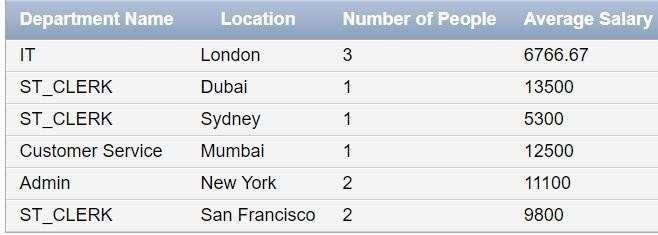 Department Name Location Number of People Average Salary
IT London 3 6766.67
ST_CLERK Dubai 1 13500
ST_CLERK Sydney 1 5300
Customer Service Mumbai 1 12500
Admin New York 2 11100
ST_CLERK San Francisco 2 9800